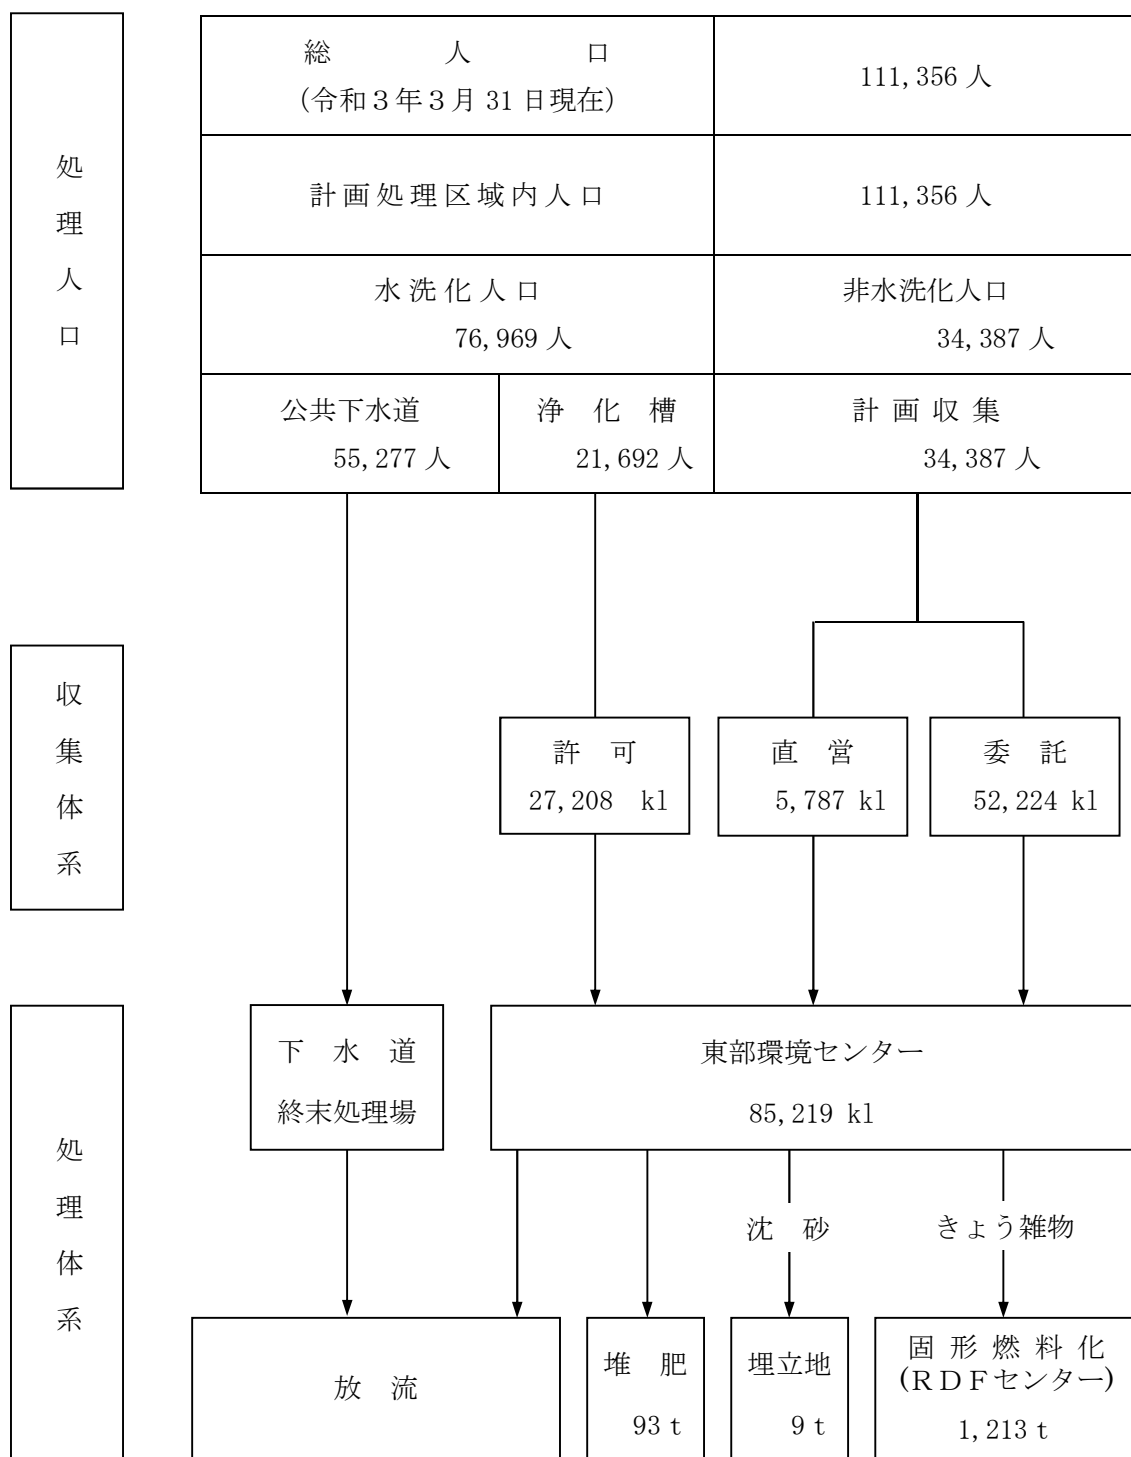 処理人口
総人口
(令和３年３月31日現在)
111,356人
計画処理区域内人口
111,356人
水洗化人口
76,969人
非水洗化人口
34,387人
公共下水道
55,277人
浄化槽
21,692人
計画収集
34,387人
収集体系
許可
27,208 kl
直営
5,787 kl
委託
52,224 kl
処理体系
下水道
終末処理場
東部環境センター
85,219 kl
沈砂
きょう雑物
放流
堆肥
93 t
埋立地
9 t
固形燃料化
(ＲＤＦセンター)
1,213 t